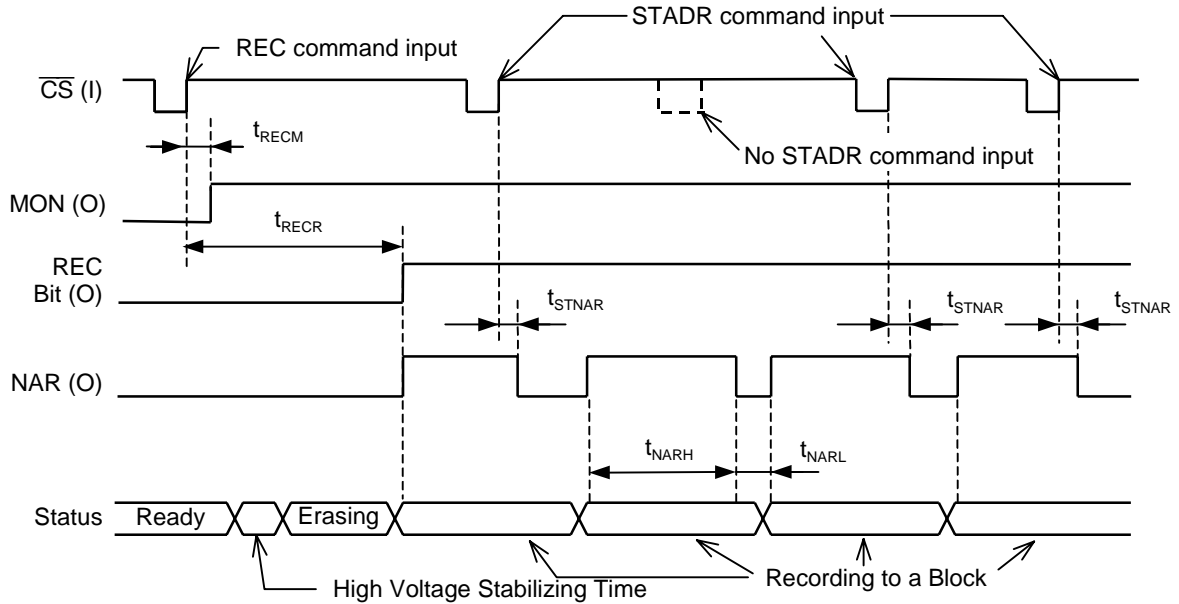 STADR command input
REC command input
CS (I)
tRECM
No STADR command input
MON (O)
tRECR
REC
Bit (O)
tSTNAR
tSTNAR
tSTNAR
NAR (O)
tNARH
tNARL
Status
Ready
Erasing
High Voltage Stabilizing Time
Recording to a Block